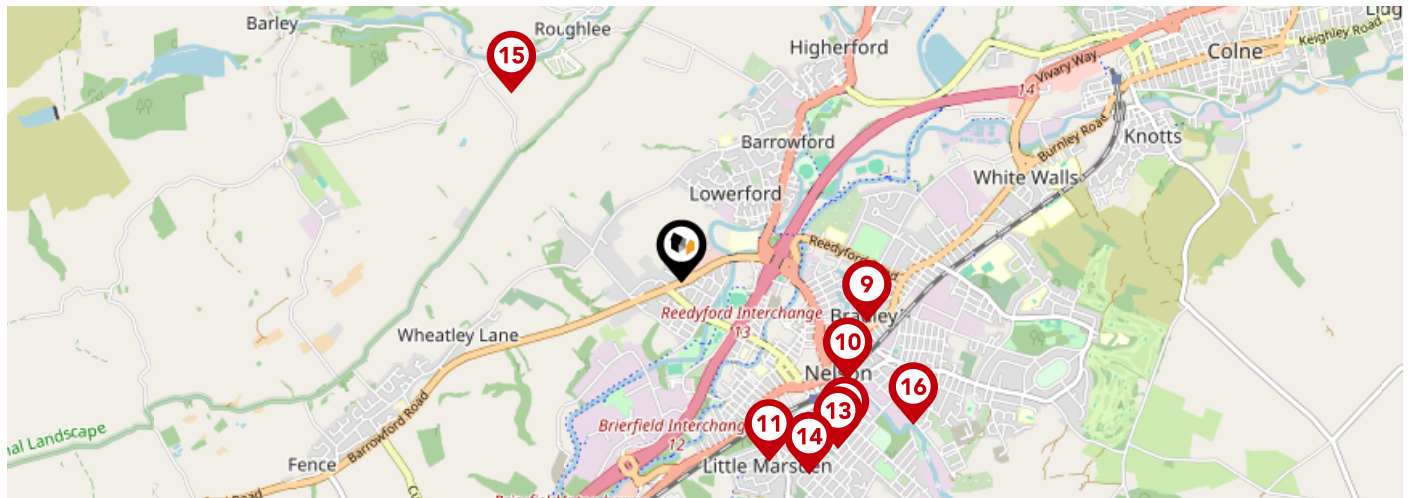 Barley
Roughlee
15
Higherford
Colne
Keighley Road
Vivary Way
14
Burnley Road
Knotts
Barrowford
White Walls
Lowerford
Reedyford
9
Bradley
Reedyford Interchange
13
Wheatley Lane
10
Nelson
16
13
11
14
Brierfield Interchange
12
Little Marsden
Barrowford Road
Landscape
Fence
Road